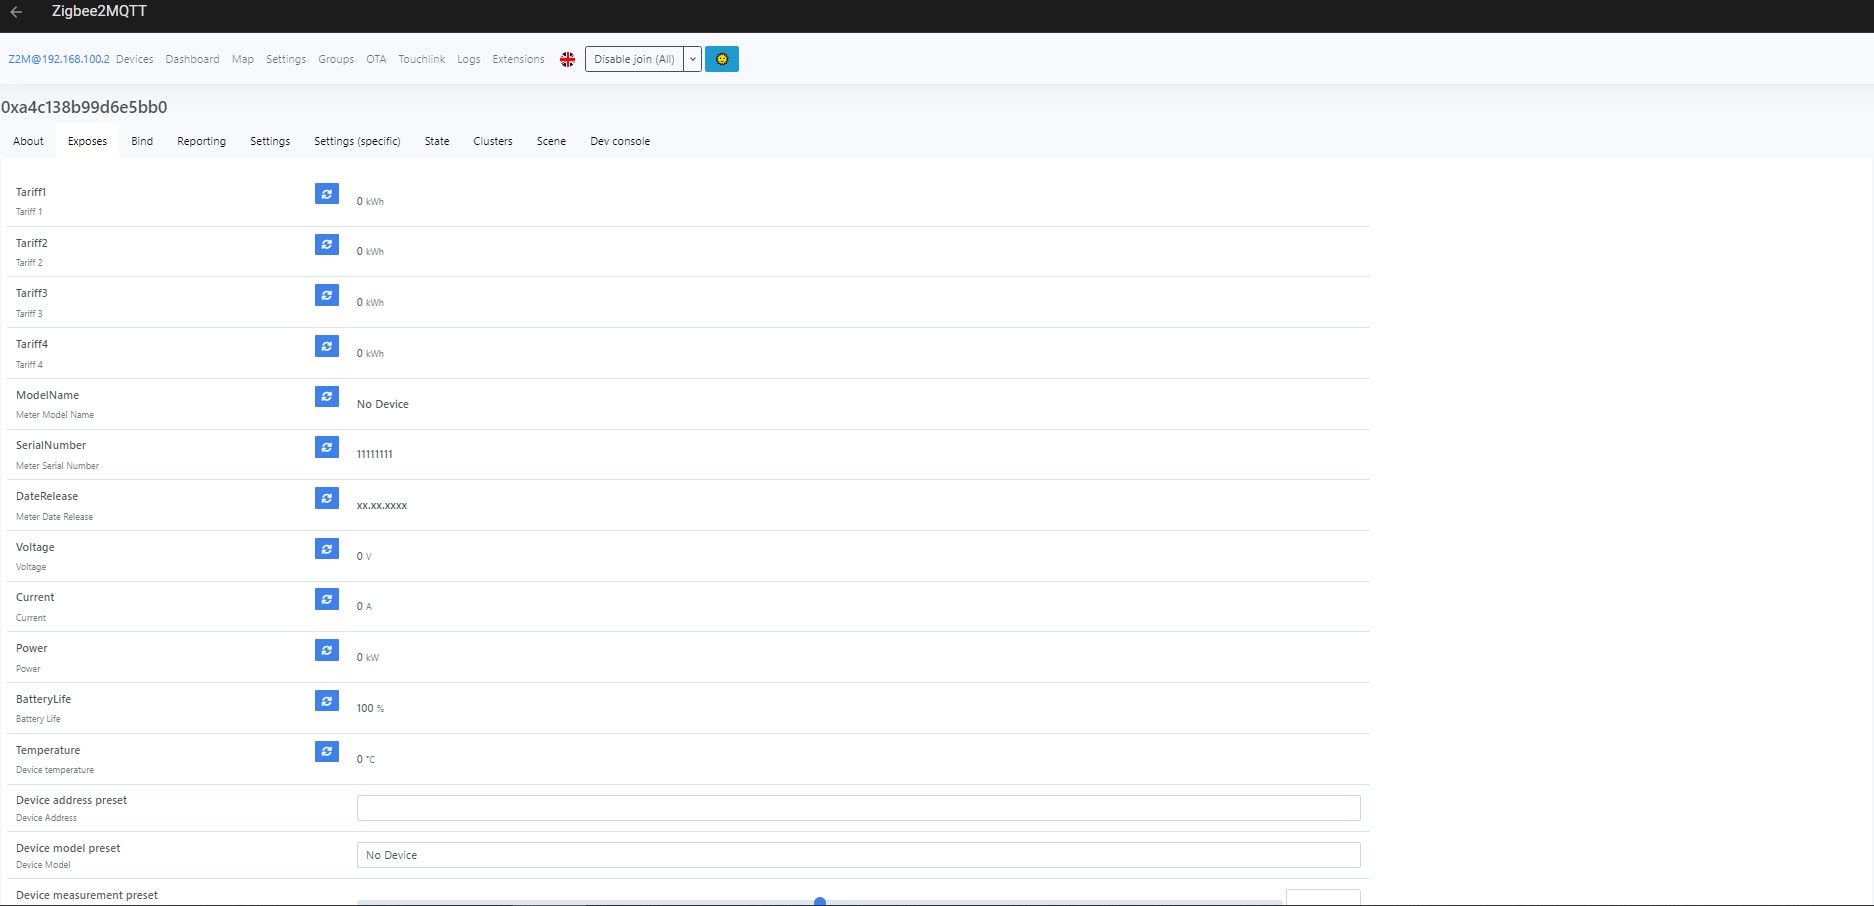 Zigbee2MQTT
Z2M@192.168.100.2 Devices Dashboard Map Settings Groups OTA Touchlink Logs Extensions Disable join (All)
0xa4c138b99d6e5bb0
About Exposes Bind Reporting Settings Settings (specific) State Clusters Scene Dev console
Tariff1
Tariff 1
0 kWh
Tariff2
Tariff 2
0 kWh
Tariff3
Tariff 3
0 kWh
Tariff4
Tariff 4
0 kWh
ModelName
Meter Model Name
No Device
SerialNumber
Meter Serial Number
11111111
DateRelease
Meter Date Release
xx.xx.xxxx
Voltage
Voltage
0 V
Current
Current
0 A
Power
Power
0 kW
BatteryLife
Battery Life
100 %
Temperature
Device temperature
0 °C
Device address preset
Device Address
Device model preset
Device Model
No Device
Device measurement preset